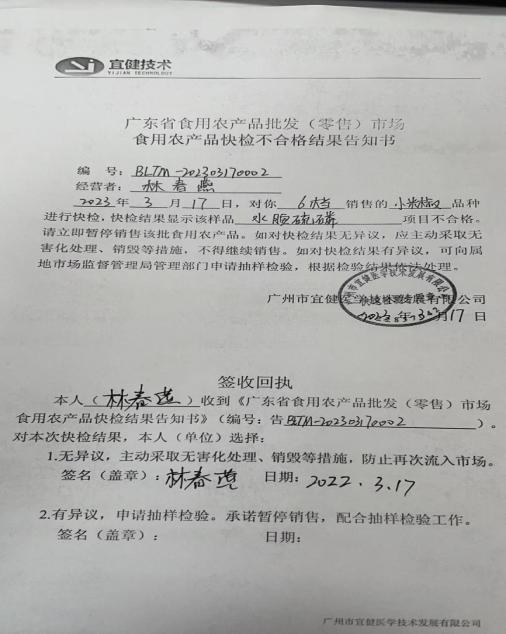 宜健技术
YIJIAN TECHNOLOGY
广东省食用农产品批发（零售）市场
食用农产品快检不合格结果告知书
编 号：BLTM-202303170002
经营者：林春燕
2023 年 3 月 17 日，对你 6档 销售的 小米椒 品种
进行快检，快检结果显示该样品 水胺硫磷 项目不合格。
请立即暂停销售该批食用农产品。如对快检结果无异议，应主动采取无
害化处理、销毁等措施，不得继续销售。如对快检结果有异议，可向属
地市场监督管理局管理部门申请抽样检验，根据检验结果依法处理。
广州市宜健医学技术发展有限公司
2023 年 3 月 17 日
签收回执
本人（林春燕）收到《广东省食用农产品批发（零售）市场
食用农产品快检结果告知书》（编号：告BLTM-202303170002）。
对本次快检结果，本人（单位）选择：
1.无异议，主动采取无害化处理、销毁等措施，防止再次流入市场。
签名（盖章）：林春燕 日期：2022.3.17
2.有异议，申请抽样检验。承诺暂停销售，配合抽样检验工作。
签名（盖章）： 日期：
广州市宜健医学技术发展有限公司